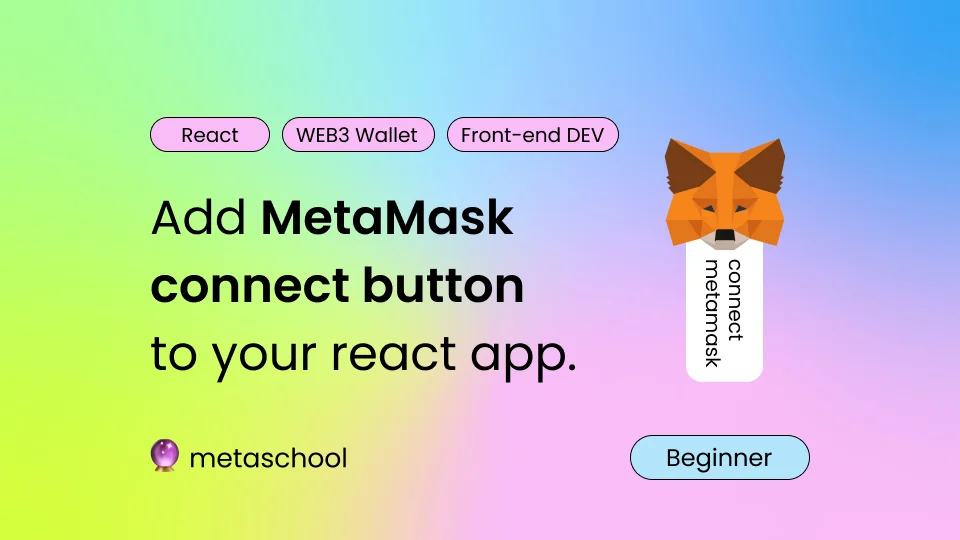 React
WEB3 Wallet
Front-end DEV
Add MetaMask
connect button
to your react app.
connect
metamask
metaschool
Beginner